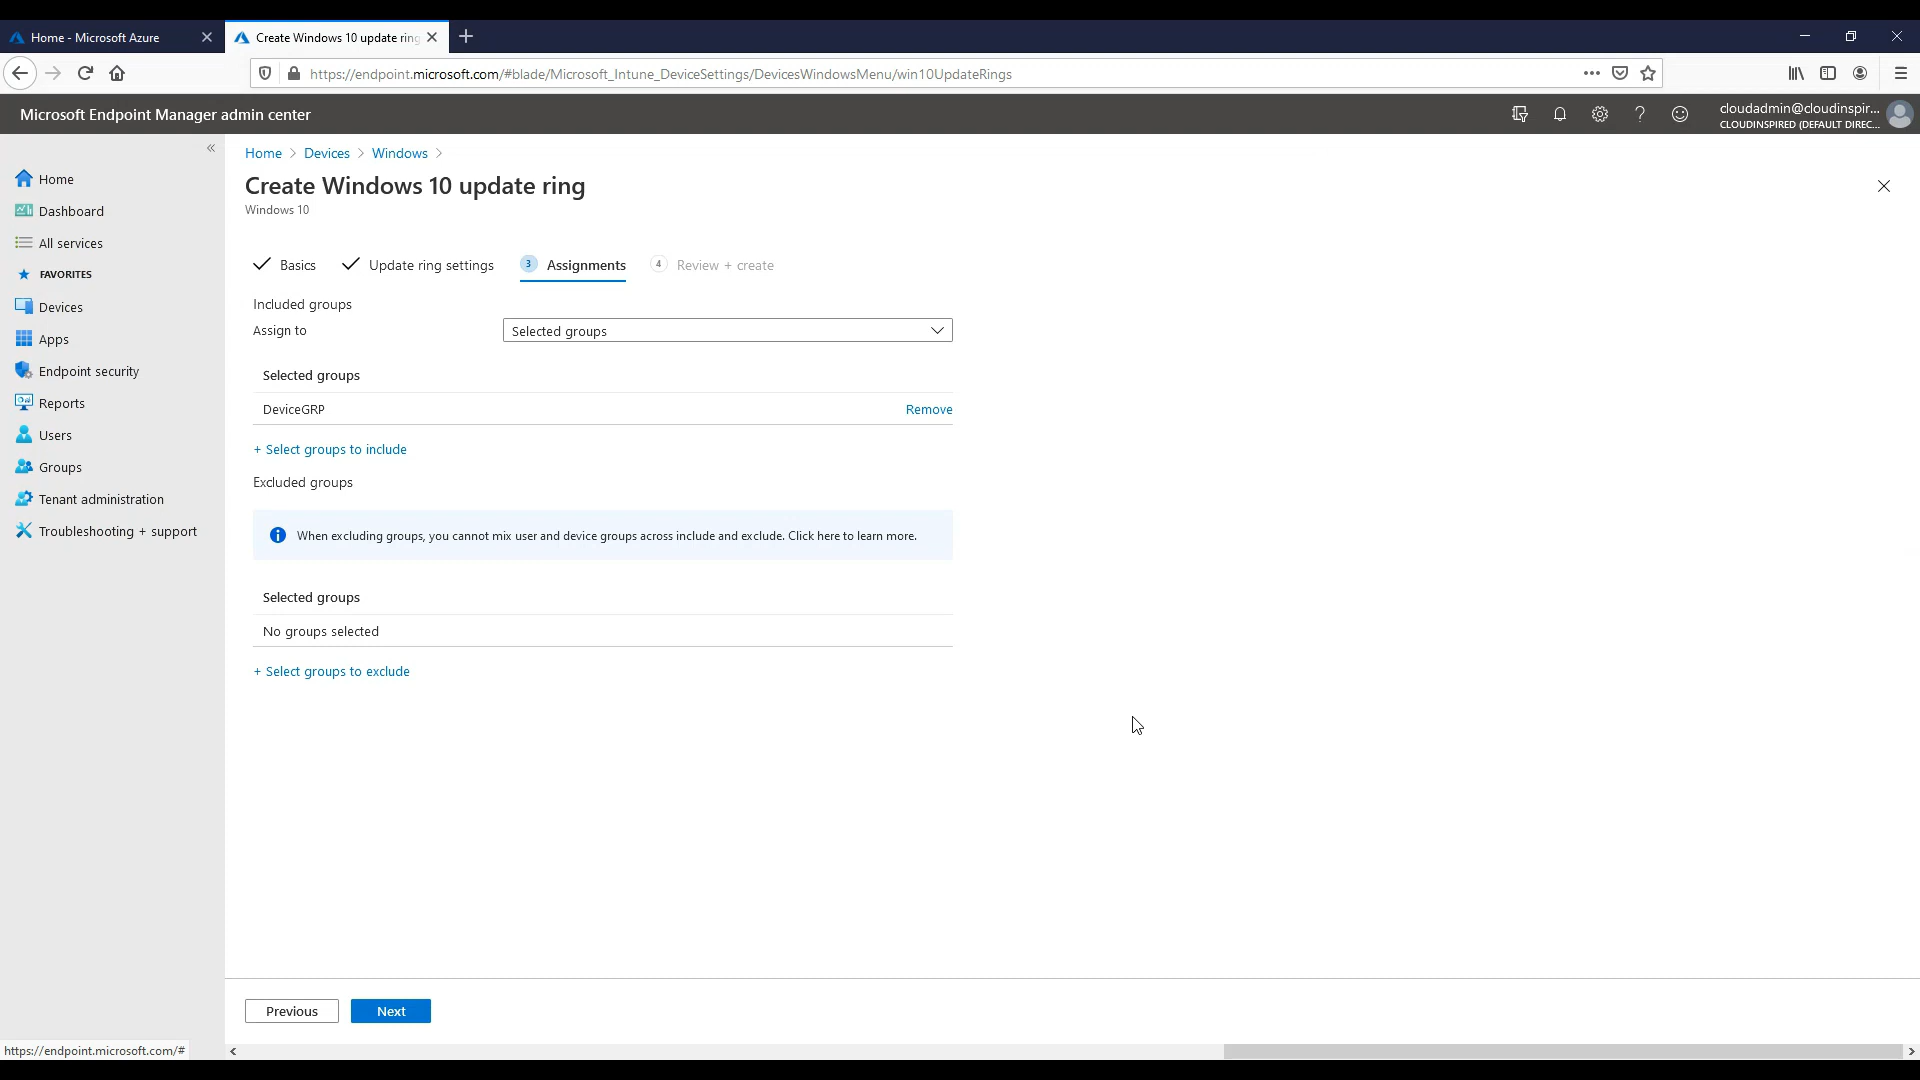 Home - Microsoft Azure
Create Windows 10 update ring
https://endpoint.microsoft.com/#blade/Microsoft_Intune_DeviceSettings/DevicesWindowsMenu/win10UpdateRings
Microsoft Endpoint Manager admin center
cloudadmin@cloudinspir...
CLOUDINSPIRED (DEFAULT DIREC...
Home
Dashboard
All services
FAVORITES
Devices
Apps
Endpoint security
Reports
Users
Groups
Tenant administration
Troubleshooting + support
Home > Devices > Windows >
Create Windows 10 update ring
Windows 10
Basics
Update ring settings
3 Assignments
4 Review + create
Included groups
Assign to
Selected groups
Selected groups
DeviceGRP
Remove
+ Select groups to include
Excluded groups
When excluding groups, you cannot mix user and device groups across include and exclude. Click here to learn more.
Selected groups
No groups selected
+ Select groups to exclude
Previous
Next
https://endpoint.microsoft.com/#